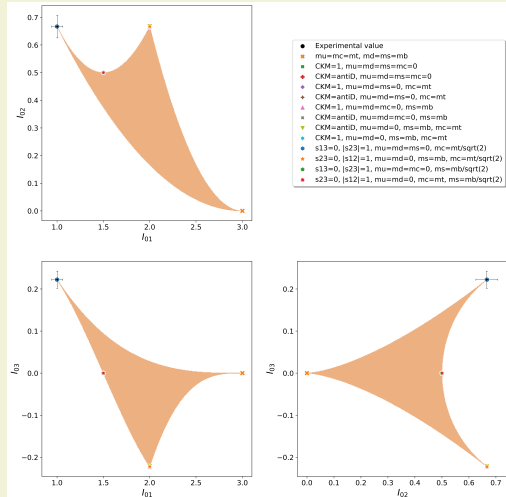 0.7
0.6
0.5
0.4
0.3
0.2
0.1
0.0
I02
1.0 1.5 2.0 2.5 3.0
I01
Experimental value
mu=mc=mt, md=ms=mb
CKM=1, mu=md=ms=mc=0
CKM=antiD, mu=md=ms=mc=0
CKM=1, mu=md=ms=0, mc=mt
CKM=antiD, mu=md=ms=0, mc=mt
CKM=1, mu=md=mc=0, ms=mb
CKM=antiD, mu=md=mc=0, ms=mb
CKM=antiD, mu=md=0, ms=mb, mc=mt
CKM=1, mu=md=0, ms=mb, mc=mt
s13=0, |s23|=1, mu=md=ms=0, mc=mt/sqrt(2)
s23=0, |s12|=1, mu=md=0, ms=mb, mc=mt/sqrt(2)
s13=0, |s23|=1, mu=md=mc=0, ms=mb/sqrt(2)
s23=0, |s12|=1, mu=md=0, mc=mt, ms=mb/sqrt(2)
0.2
0.1
0.0
−0.1
−0.2
I03
1.0 1.5 2.0 2.5 3.0
I01
0.2
0.1
0.0
−0.1
−0.2
I03
0.0 0.1 0.2 0.3 0.4 0.5 0.6 0.7
I02